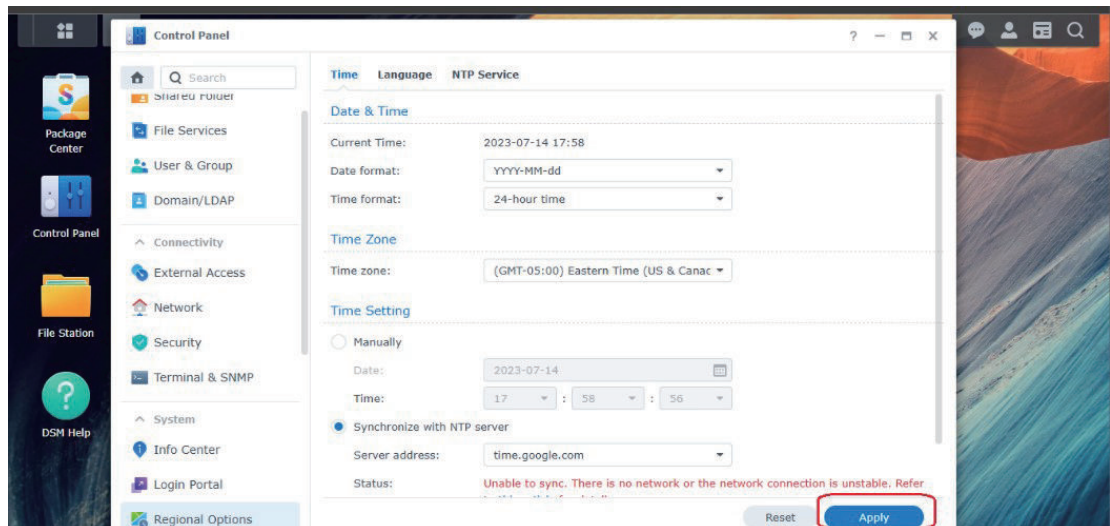 Control Panel
?
Search
Shared Folder
File Services
User & Group
Domain/LDAP
Connectivity
External Access
Network
Security
Terminal & SNMP
System
Info Center
Login Portal
Regional Options
Package
Center
Control Panel
File Station
?
DSM Help
Time Language NTP Service
Date & Time
Current Time: 2023-07-14 17:58
Date format: YYYY-MM-dd
Time format: 24-hour time
Time Zone
Time zone: (GMT-05:00) Eastern Time (US & Canac
Time Setting
Manually
Date: 2023-07-14
Time: 17 : 58 : 56
Synchronize with NTP server
Server address: time.google.com
Status: Unable to sync. There is no network or the network connection is unstable. Refer
Reset Apply